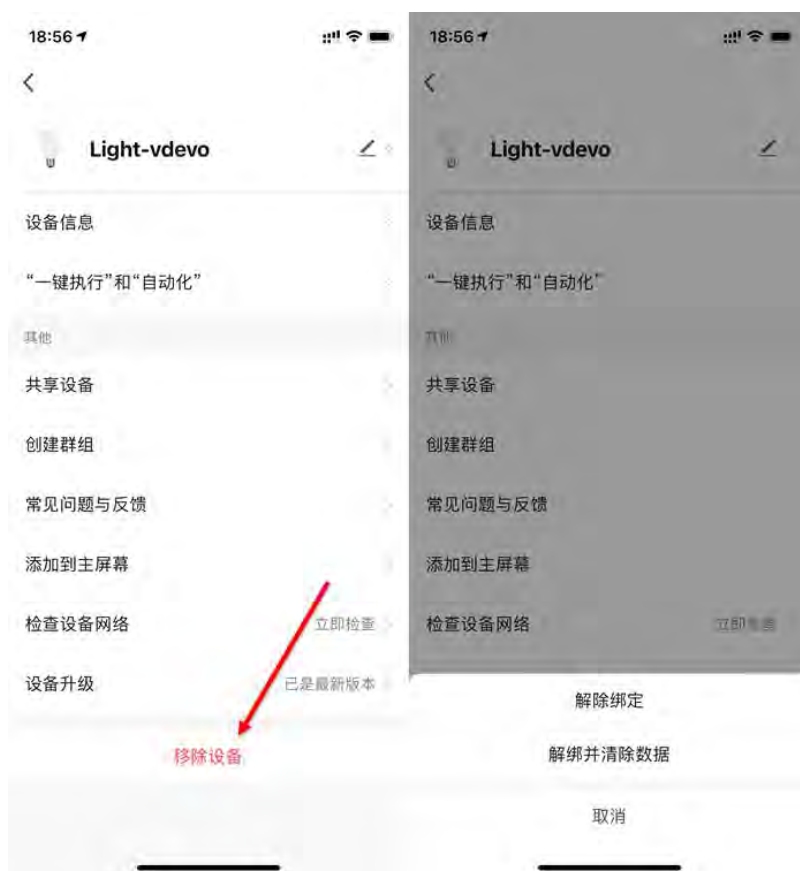 18:56
Light-vdevo
设备信息
“一键执行”和“自动化”
其他
共享设备
创建群组
常见问题与反馈
添加到主屏幕
检查设备网络 立即检查
设备升级 已是最新版本
移除设备
18:56
Light-vdevo
设备信息
“一键执行”和“自动化”
其他
共享设备
创建群组
常见问题与反馈
添加到主屏幕
检查设备网络 立即检查
解除绑定
解绑并清除数据
取消